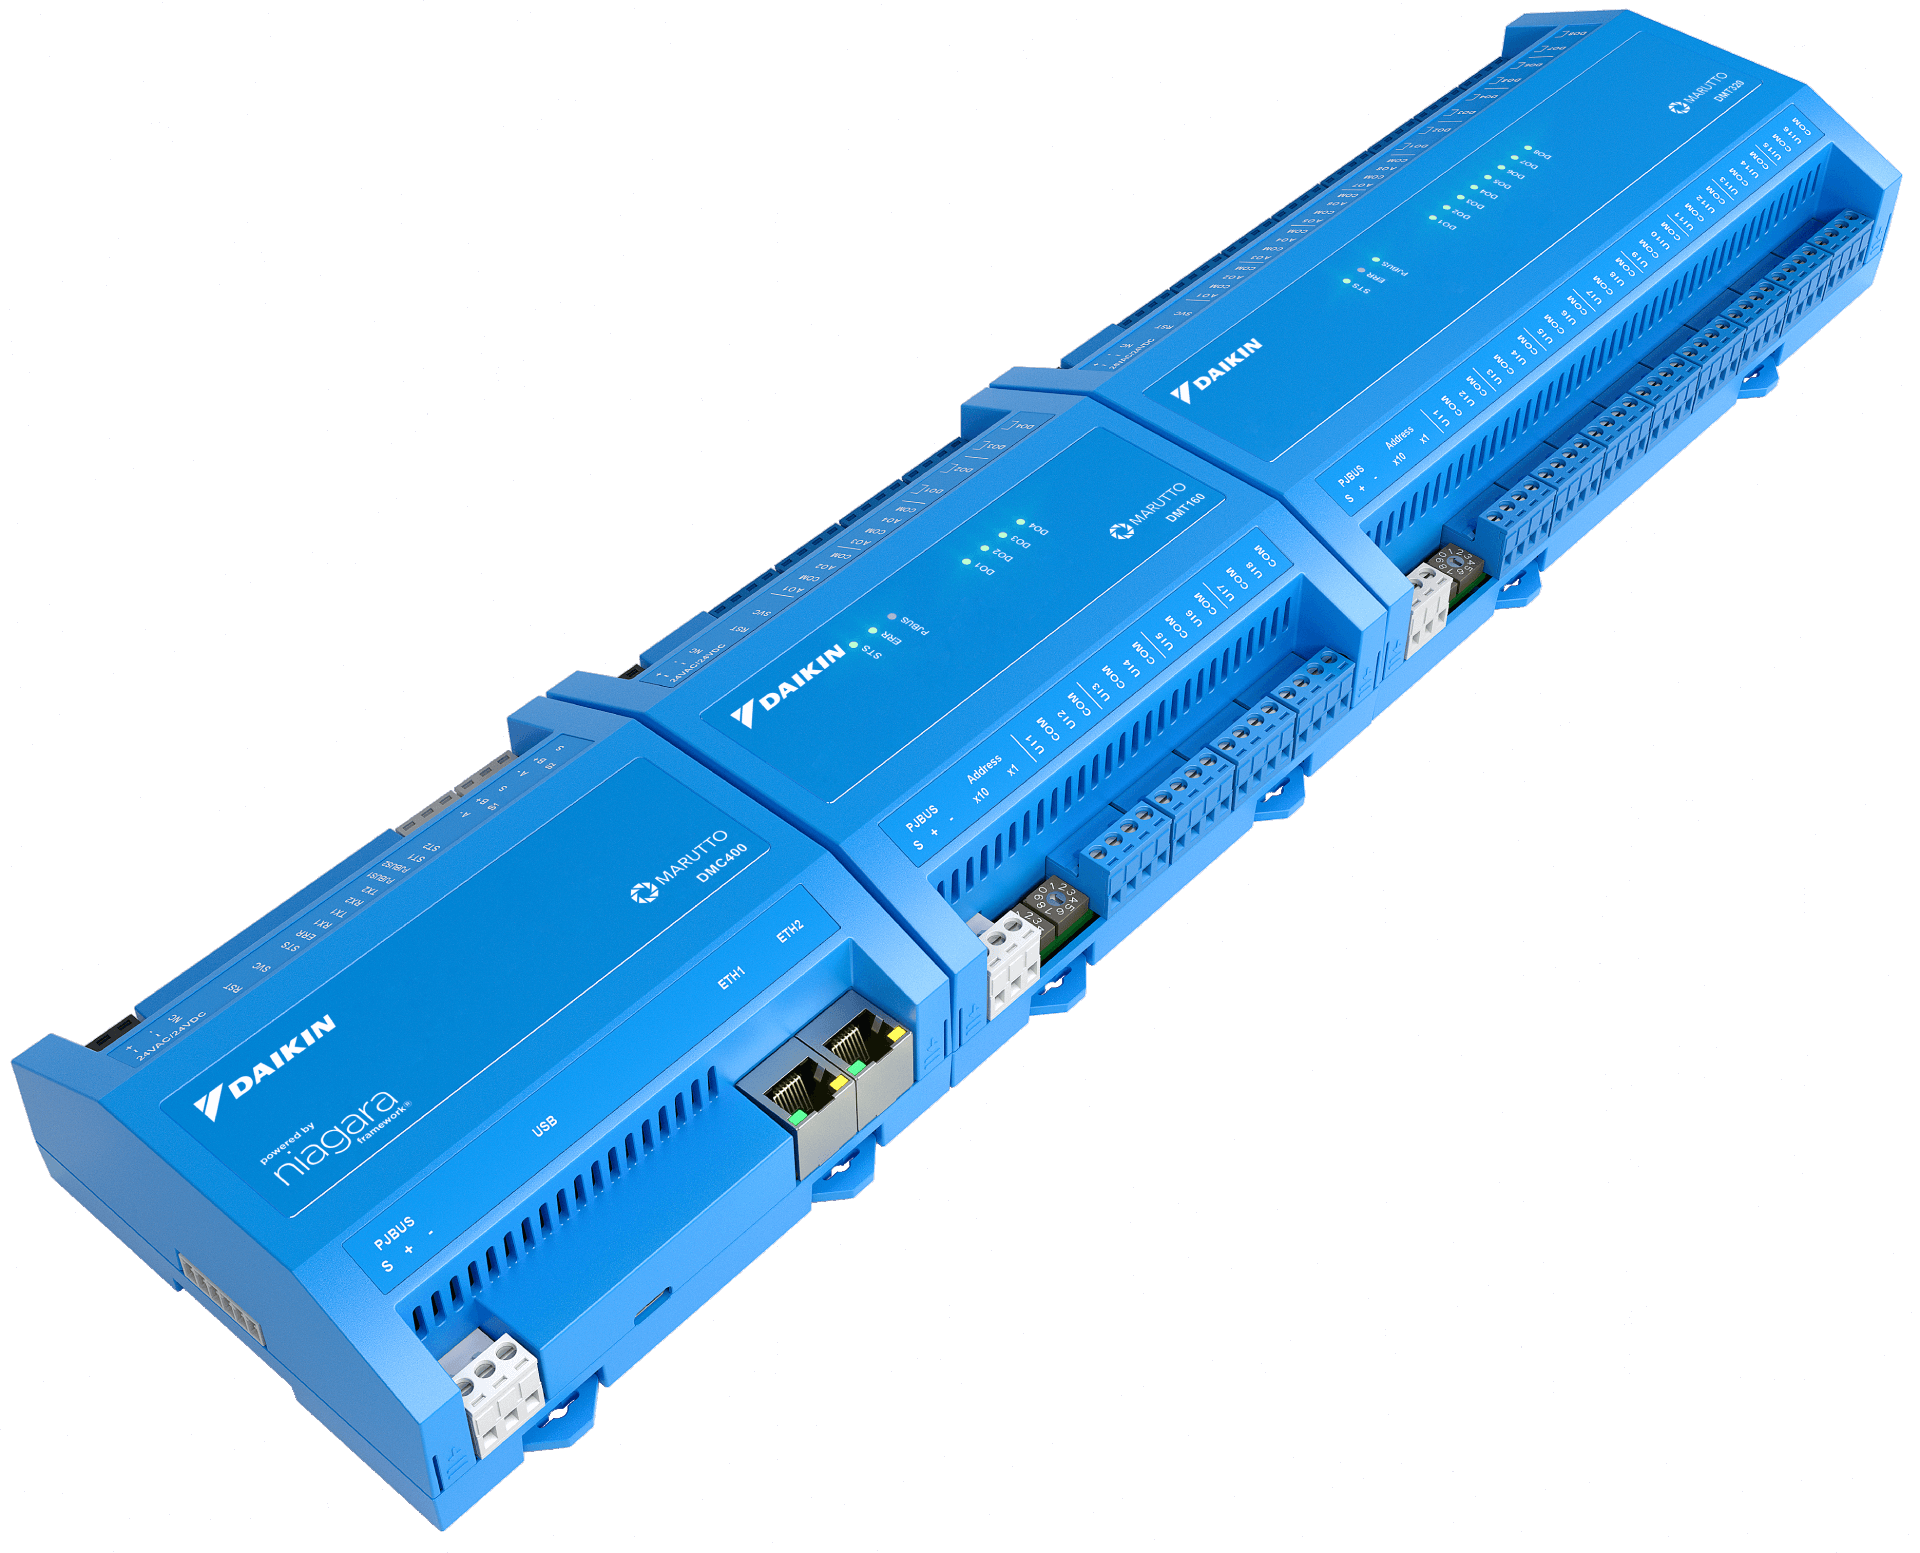 DAIKIN
powered by
niagara
framework®
MARUTTO
DMC400
24VAC/24VDC
+ - NC
RST
SVC
STS
ERR
RX1
TX1
RX2
TX2
PJBUS1
PJBUS2
ST1
ST2
A-
S1
B+
S
A-
B+
S
PJBUS
S + -
USB
ETH1
ETH2
DAIKIN
MARUTTO
DMT160
STS
ERR
PJBUS
DO1
DO2
DO3
DO4
24VAC/24VDC
+ - NC
RST
SVC
AO1
COM
AO2
COM
AO3
COM
AO4
COM
DO1
DO2
DO3
DO4
PJBUS
S + -
Address
x10 x1
UI1
COM
UI2
COM
UI3
COM
UI4
COM
UI5
COM
UI6
COM
UI7
COM
UI8
COM
DAIKIN
MARUTTO
DMT320
STS
ERR
PJBUS
DO1
DO2
DO3
DO4
DO5
DO6
DO7
DO8
24VAC/24VDC
+ - NC
RST
SVC
AO1
COM
AO2
COM
AO3
COM
AO4
COM
AO5
COM
AO6
COM
AO7
COM
AO8
COM
DO1
DO2
DO3
DO4
DO5
DO6
DO7
DO8
PJBUS
S + -
Address
x10 x1
UI1
COM
UI2
COM
UI3
COM
UI4
COM
UI5
COM
UI6
COM
UI7
COM
UI8
COM
UI9
COM
UI10
COM
UI11
COM
UI12
COM
UI13
COM
UI14
COM
UI15
COM
UI16
COM